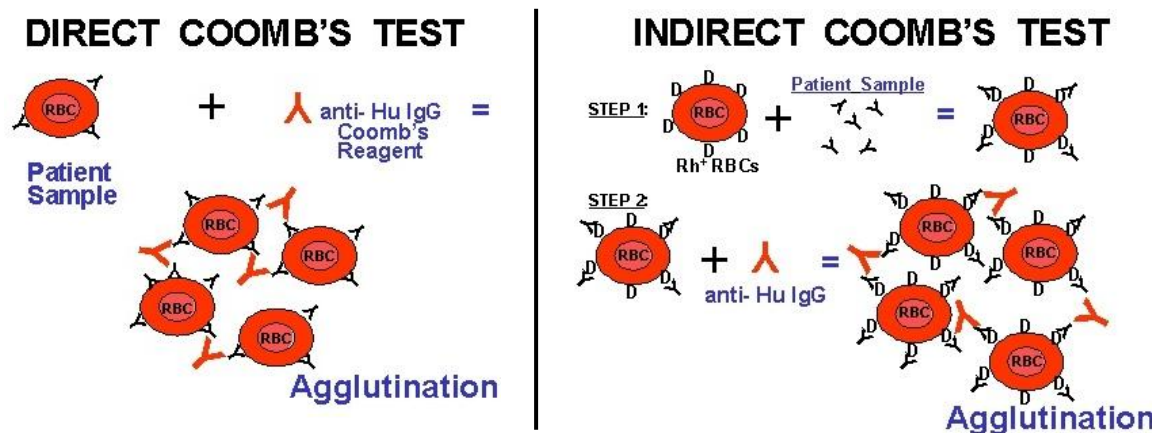 DIRECT COOMB'S TEST
RBC
+
anti- Hu IgG
Coomb's
Reagent
=
Patient
Sample
RBC
RBC
RBC
RBC
Agglutination
INDIRECT COOMB'S TEST
STEP 1:
D
D D
RBC
D D
D
Rh+ RBCs
+
Patient Sample
=
D
D D
RBC
D D
D
STEP 2:
D
D D
RBC
D D
D
+
anti- Hu IgG
=
D
D D
RBC
D D
D
D
D D
RBC
D D
D
D
D D
RBC
D D
D
D
D D
RBC
D D
D
Agglutination